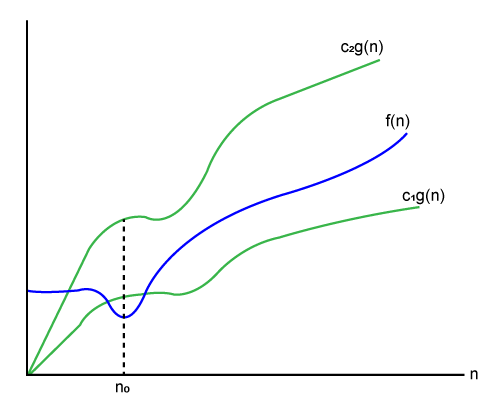 c₂g(n)
f(n)
c₁g(n)
n
n₀